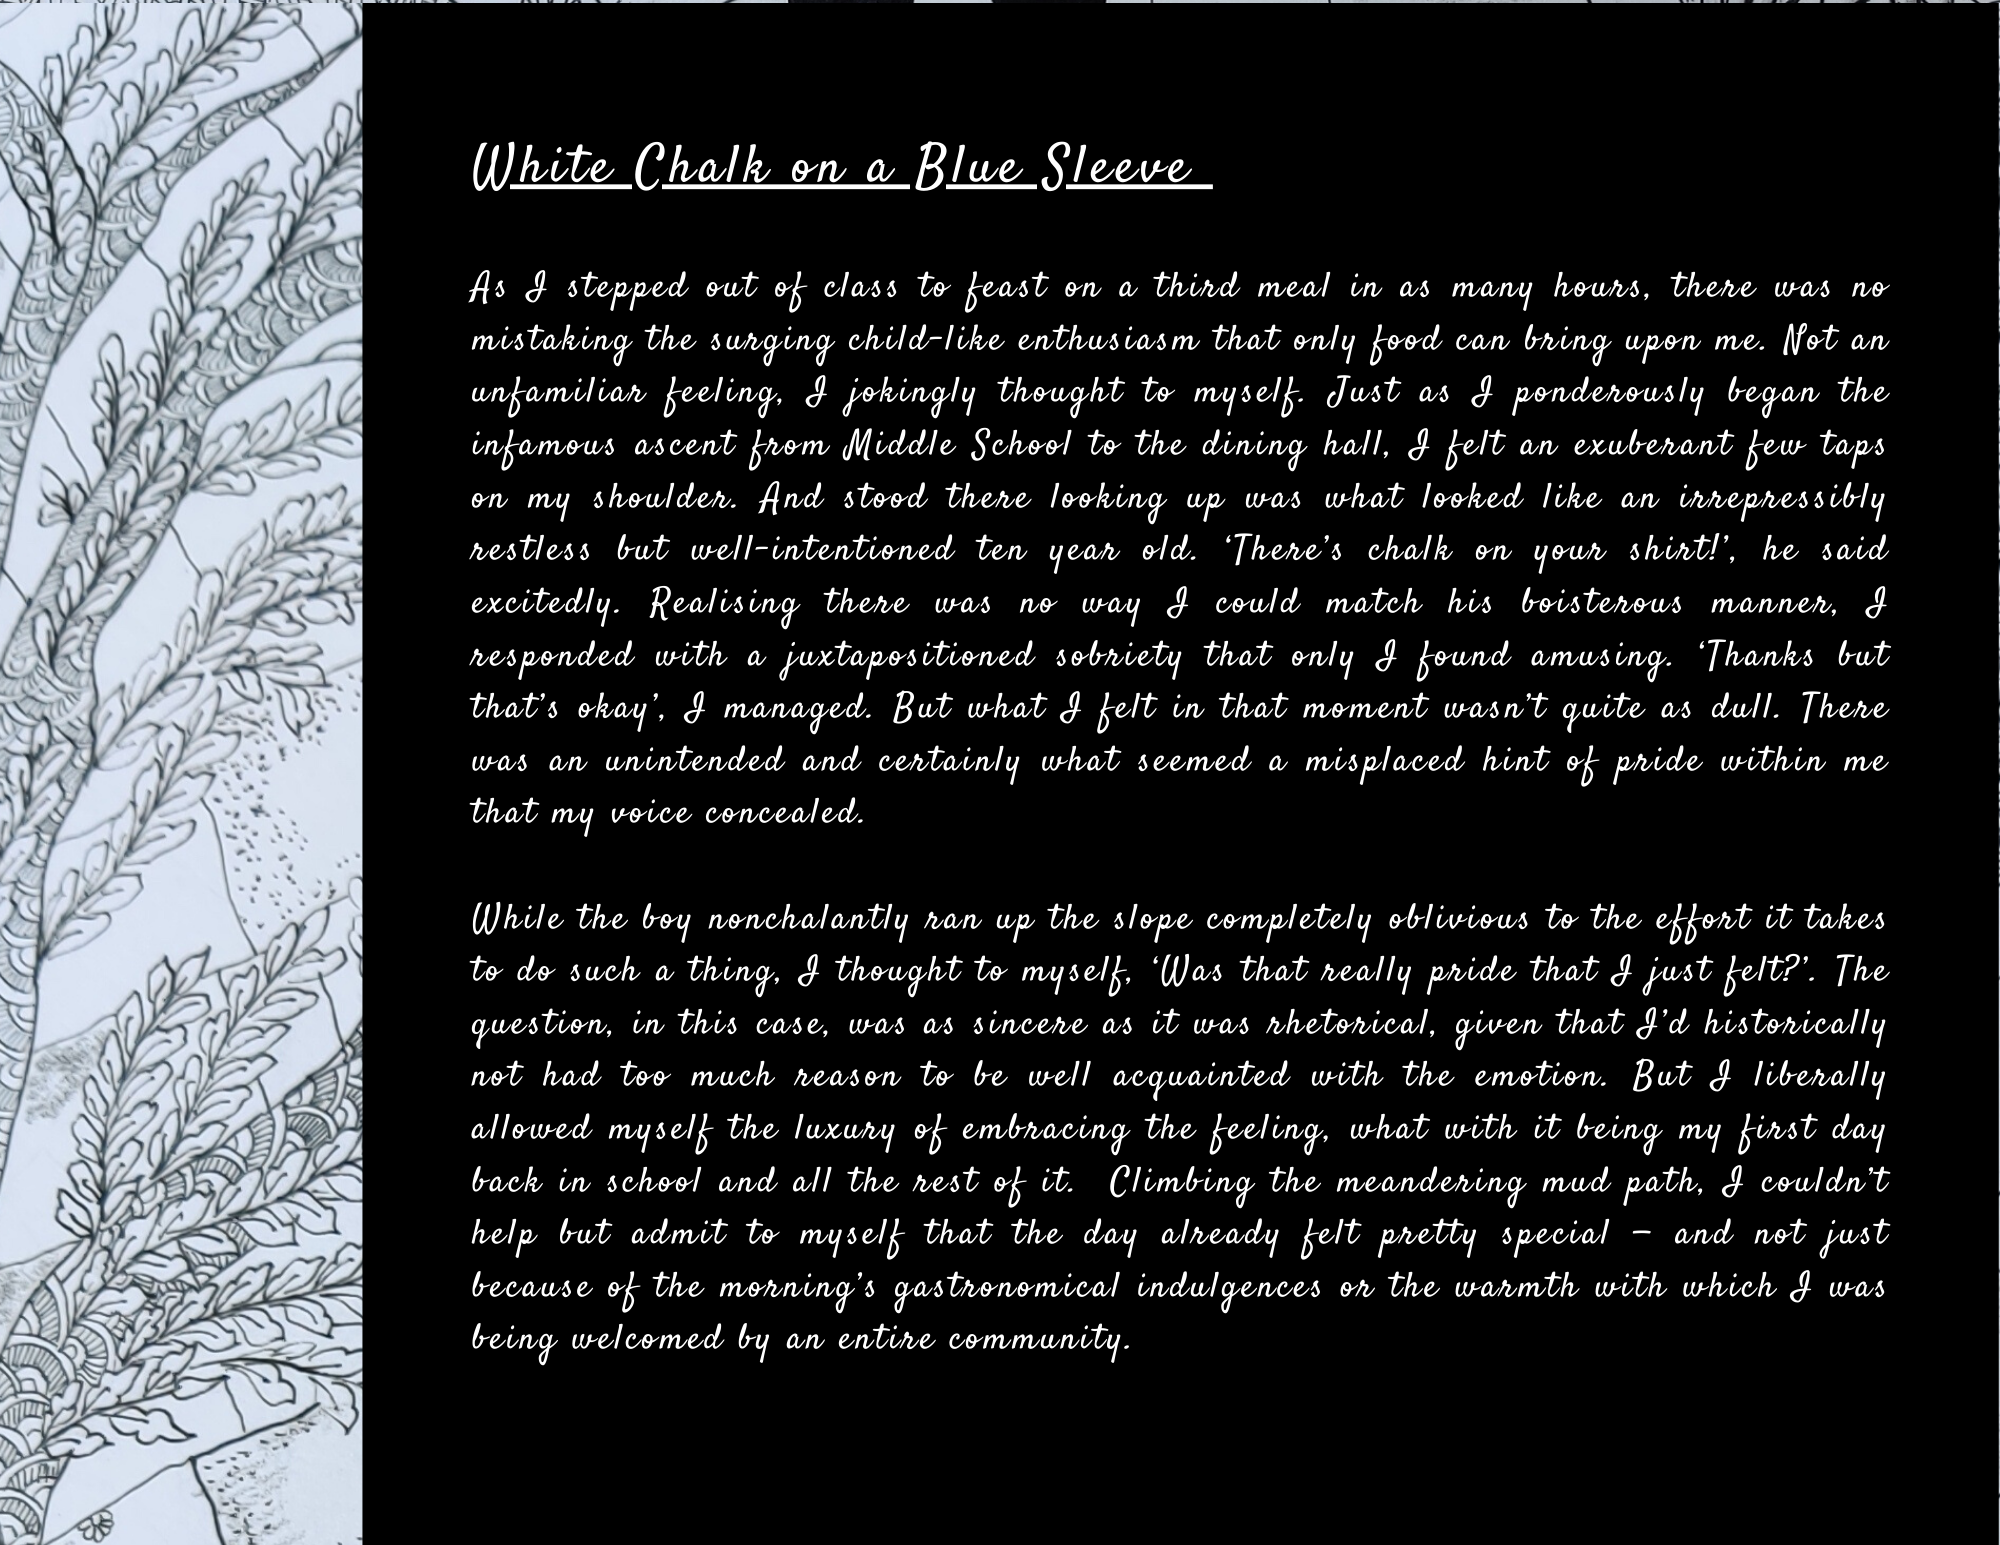 White Chalk on a Blue Sleeve
As I stepped out of class to feast on a third meal in as many hours, there was no
mistaking the surging child-like enthusiasm that only food can bring upon me. Not an
unfamiliar feeling, I jokingly thought to myself. Just as I ponderously began the
infamous ascent from Middle School to the dining hall, I felt an exuberant few taps
on my shoulder. And stood there looking up was what looked like an irrepressibly
restless but well-intentioned ten year old. ‘There’s chalk on your shirt!’, he said
excitedly. Realising there was no way I could match his boisterous manner, I
responded with a juxtapositioned sobriety that only I found amusing. ‘Thanks but
that’s okay’, I managed. But what I felt in that moment wasn’t quite as dull. There
was an unintended and certainly what seemed a misplaced hint of pride within me
that my voice concealed.
While the boy nonchalantly ran up the slope completely oblivious to the effort it takes
to do such a thing, I thought to myself, ‘Was that really pride that I just felt?’. The
question, in this case, was as sincere as it was rhetorical, given that I’d historically
not had too much reason to be well acquainted with the emotion. But I liberally
allowed myself the luxury of embracing the feeling, what with it being my first day
back in school and all the rest of it.  Climbing the meandering mud path, I couldn’t
help but admit to myself that the day already felt pretty special – and not just
because of the morning’s gastronomical indulgences or the warmth with which I was
being welcomed by an entire community.